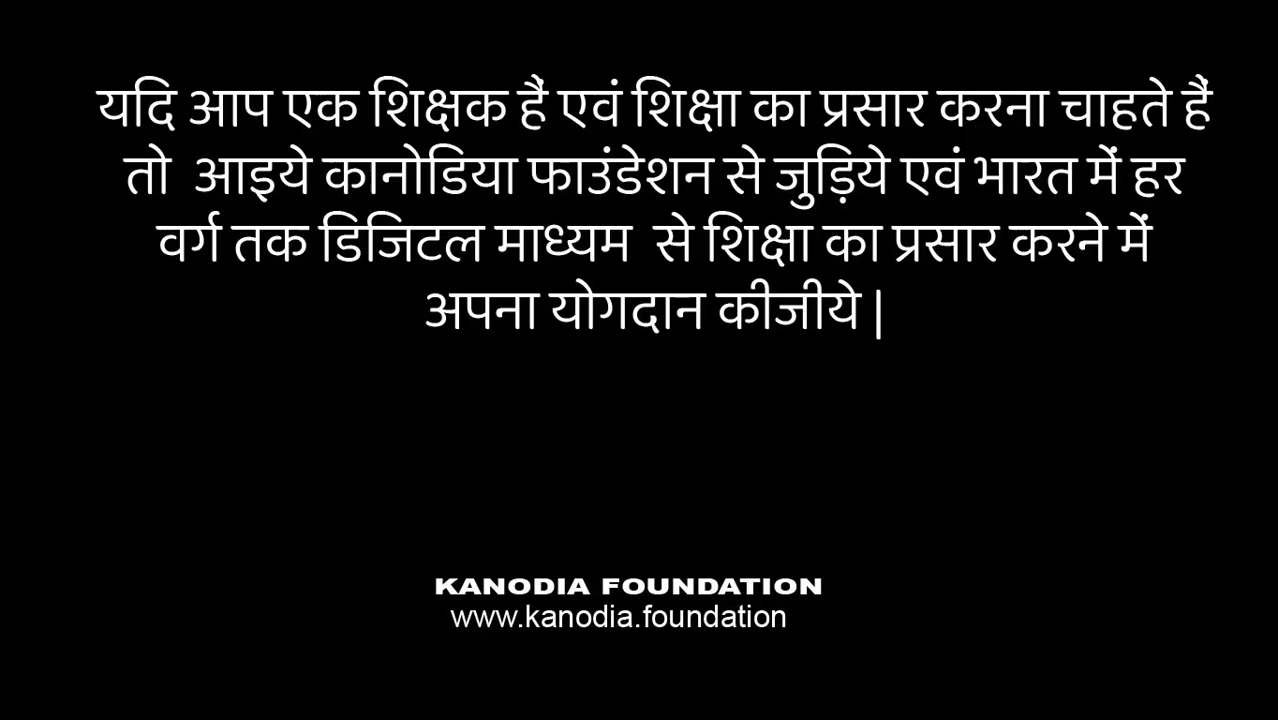 यदि आप एक शिक्षक हैं एवं शिक्षा का प्रसार करना चाहते हैं
तो आइये कानोडिया फाउंडेशन से जुड़िये एवं भारत में हर
वर्ग तक डिजिटल माध्यम से शिक्षा का प्रसार करने में
अपना योगदान कीजीये |
KANODIA FOUNDATION
www.kanodia.foundation